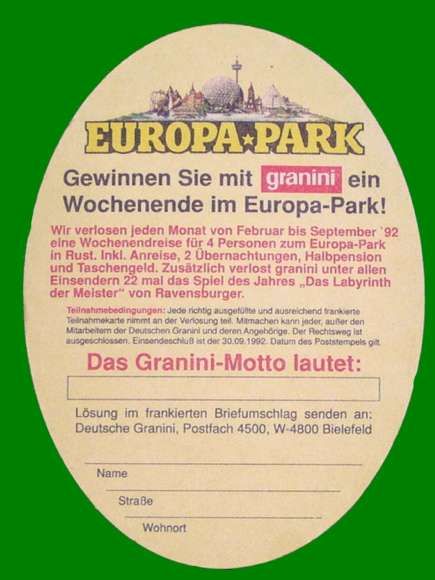 EUROPA★PARK
Gewinnen Sie mit granini ein
Wochenende im Europa-Park!
Wir verlosen jeden Monat von Februar bis September `92
eine Wochenendreise für 4 Personen zum Europa-Park
in Rust. Inkl. Anreise, 2 Übernachtungen, Halbpension
und Taschengeld. Zusätzlich verlost granini unter allen
Einsendern 22 mal das Spiel des Jahres „Das Labyrinth
der Meister" von Ravensburger.
Teilnahmebedingungen: Jede richtig ausgefüllte und ausreichend frankierte
Teilnahmekarte nimmt an der Verlosung teil. Mitmachen kann jeder, außer den
Mitarbeitern der Deutschen Granini und deren Angehörige. Der Rechtsweg ist
ausgeschlossen. Einsendeschluß ist der 30.09.1992. Datum des Poststempels gilt.
Das Granini-Motto lautet:
Lösung im frankierten Briefumschlag senden an:
Deutsche Granini, Postfach 4500, W-4800 Bielefeld
Name
Straße
Wohnort